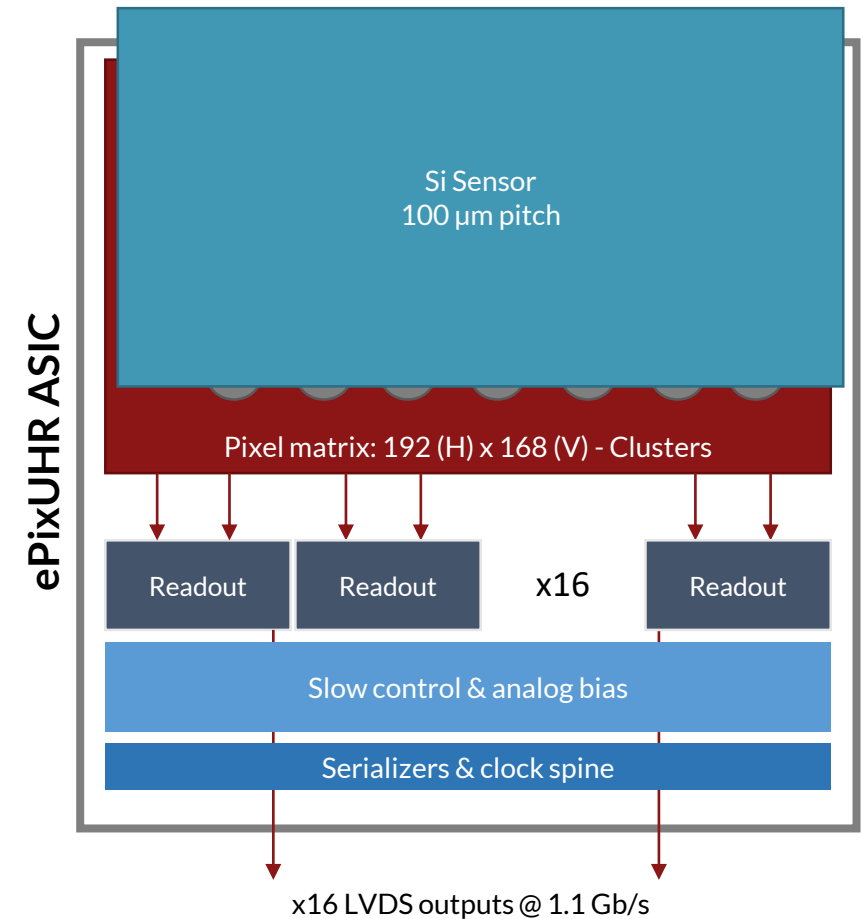 Si Sensor
100 µm pitch
ePixUHR ASIC
Pixel matrix: 192 (H) x 168 (V) - Clusters
Readout
Readout
x16
Readout
Slow control & analog bias
Serializers & clock spine
x16 LVDS outputs @ 1.1 Gb/s